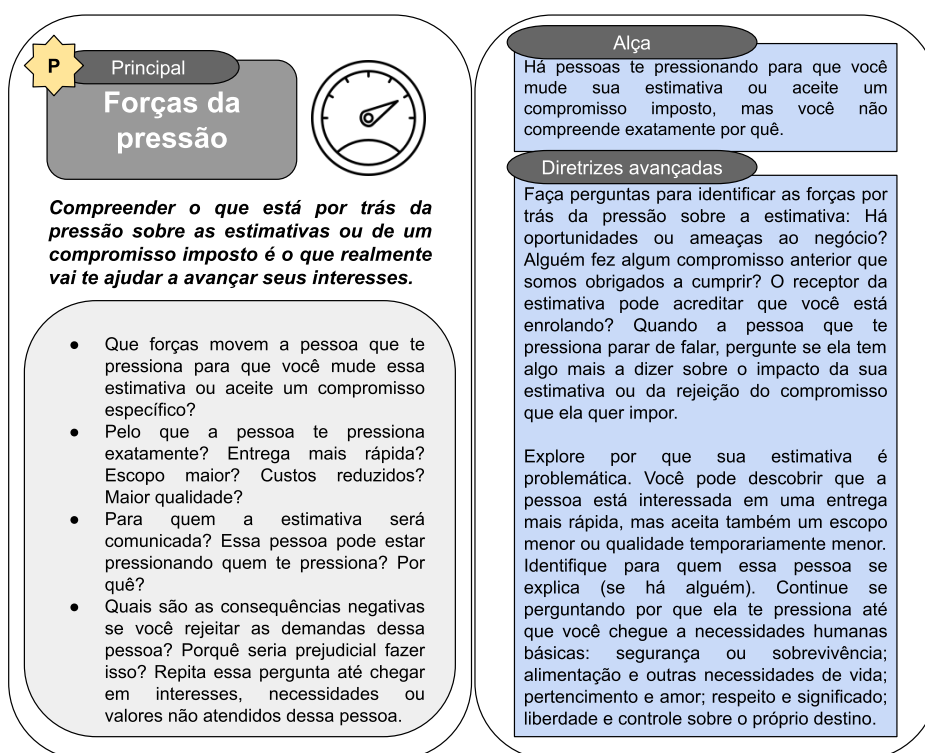 P
Principal
Forças da
pressão
Compreender o que está por trás da
pressão sobre as estimativas ou de um
compromisso imposto é o que realmente
vai te ajudar a avançar seus interesses.
● Que forças movem a pessoa que te
pressiona para que você mude essa
estimativa ou aceite um compromisso
específico?
● Pelo que a pessoa te pressiona
exatamente? Entrega mais rápida?
Escopo maior? Custos reduzidos?
Maior qualidade?
● Para quem a estimativa será
comunicada? Essa pessoa pode estar
pressionando quem te pressiona? Por
quê?
● Quais são as consequências negativas
se você rejeitar as demandas dessa
pessoa? Porquê seria prejudicial fazer
isso? Repita essa pergunta até chegar
em interesses, necessidades ou
valores não atendidos dessa pessoa.
Alça
Há pessoas te pressionando para que você
mude sua estimativa ou aceite um
compromisso imposto, mas você não
compreende exatamente por quê.
Diretrizes avançadas
Faça perguntas para identificar as forças por
trás da pressão sobre a estimativa: Há
oportunidades ou ameaças ao negócio?
Alguém fez algum compromisso anterior que
somos obrigados a cumprir? O receptor da
estimativa pode acreditar que você está
enrolando? Quando a pessoa que te
pressiona parar de falar, pergunte se ela tem
algo mais a dizer sobre o impacto da sua
estimativa ou da rejeição do compromisso
que ela quer impor.
Explore por que sua estimativa é
problemática. Você pode descobrir que a
pessoa está interessada em uma entrega
mais rápida, mas aceita também um escopo
menor ou qualidade temporariamente menor.
Identifique para quem essa pessoa se
explica (se há alguém). Continue se
perguntando por que ela te pressiona até
que você chegue a necessidades humanas
básicas: segurança ou sobrevivência;
alimentação e outras necessidades de vida;
pertencimento e amor; respeito e significado;
liberdade e controle sobre o próprio destino.